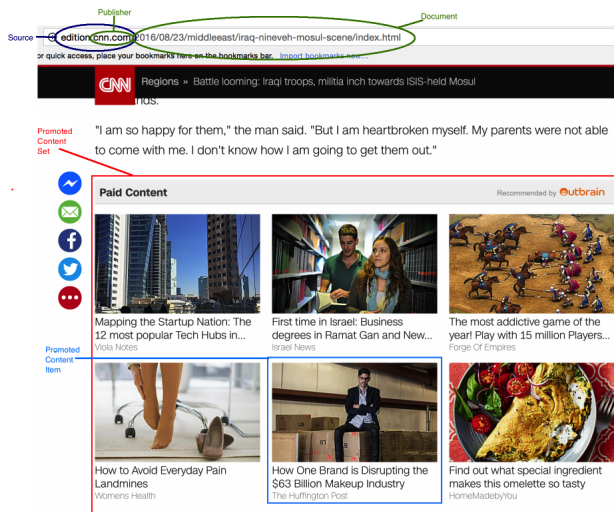 Publisher
Document
Source
edition.cnn.com/2016/08/23/middleeast/iraq-nineveh-mosul-scene/index.html
or quick access, place your bookmarks here on the bookmarks bar. Import bookmarks now...
CNN Regions » Battle looming: Iraqi troops, militia inch towards ISIS-held Mosul
nds.
Promoted
Content
Set
"I am so happy for them," the man said. "But I am heartbroken myself. My parents were not able
to come with me. I don't know how I am going to get them out."
Paid Content
Recommended by Outbrain
Mapping the Startup Nation: The
12 most popular Tech Hubs in...
Viola Notes
First time in Israel: Business
degrees in Ramat Gan and New...
Israel News
The most addictive game of the
year! Play with 15 million Players...
Forge Of Empires
Promoted
Content
Item
How to Avoid Everyday Pain
Landmines
Womens Health
How One Brand is Disrupting the
$63 Billion Makeup Industry
The Huffington Post
Find out what special ingredient
makes this omelette so tasty
HomeMadebyYou